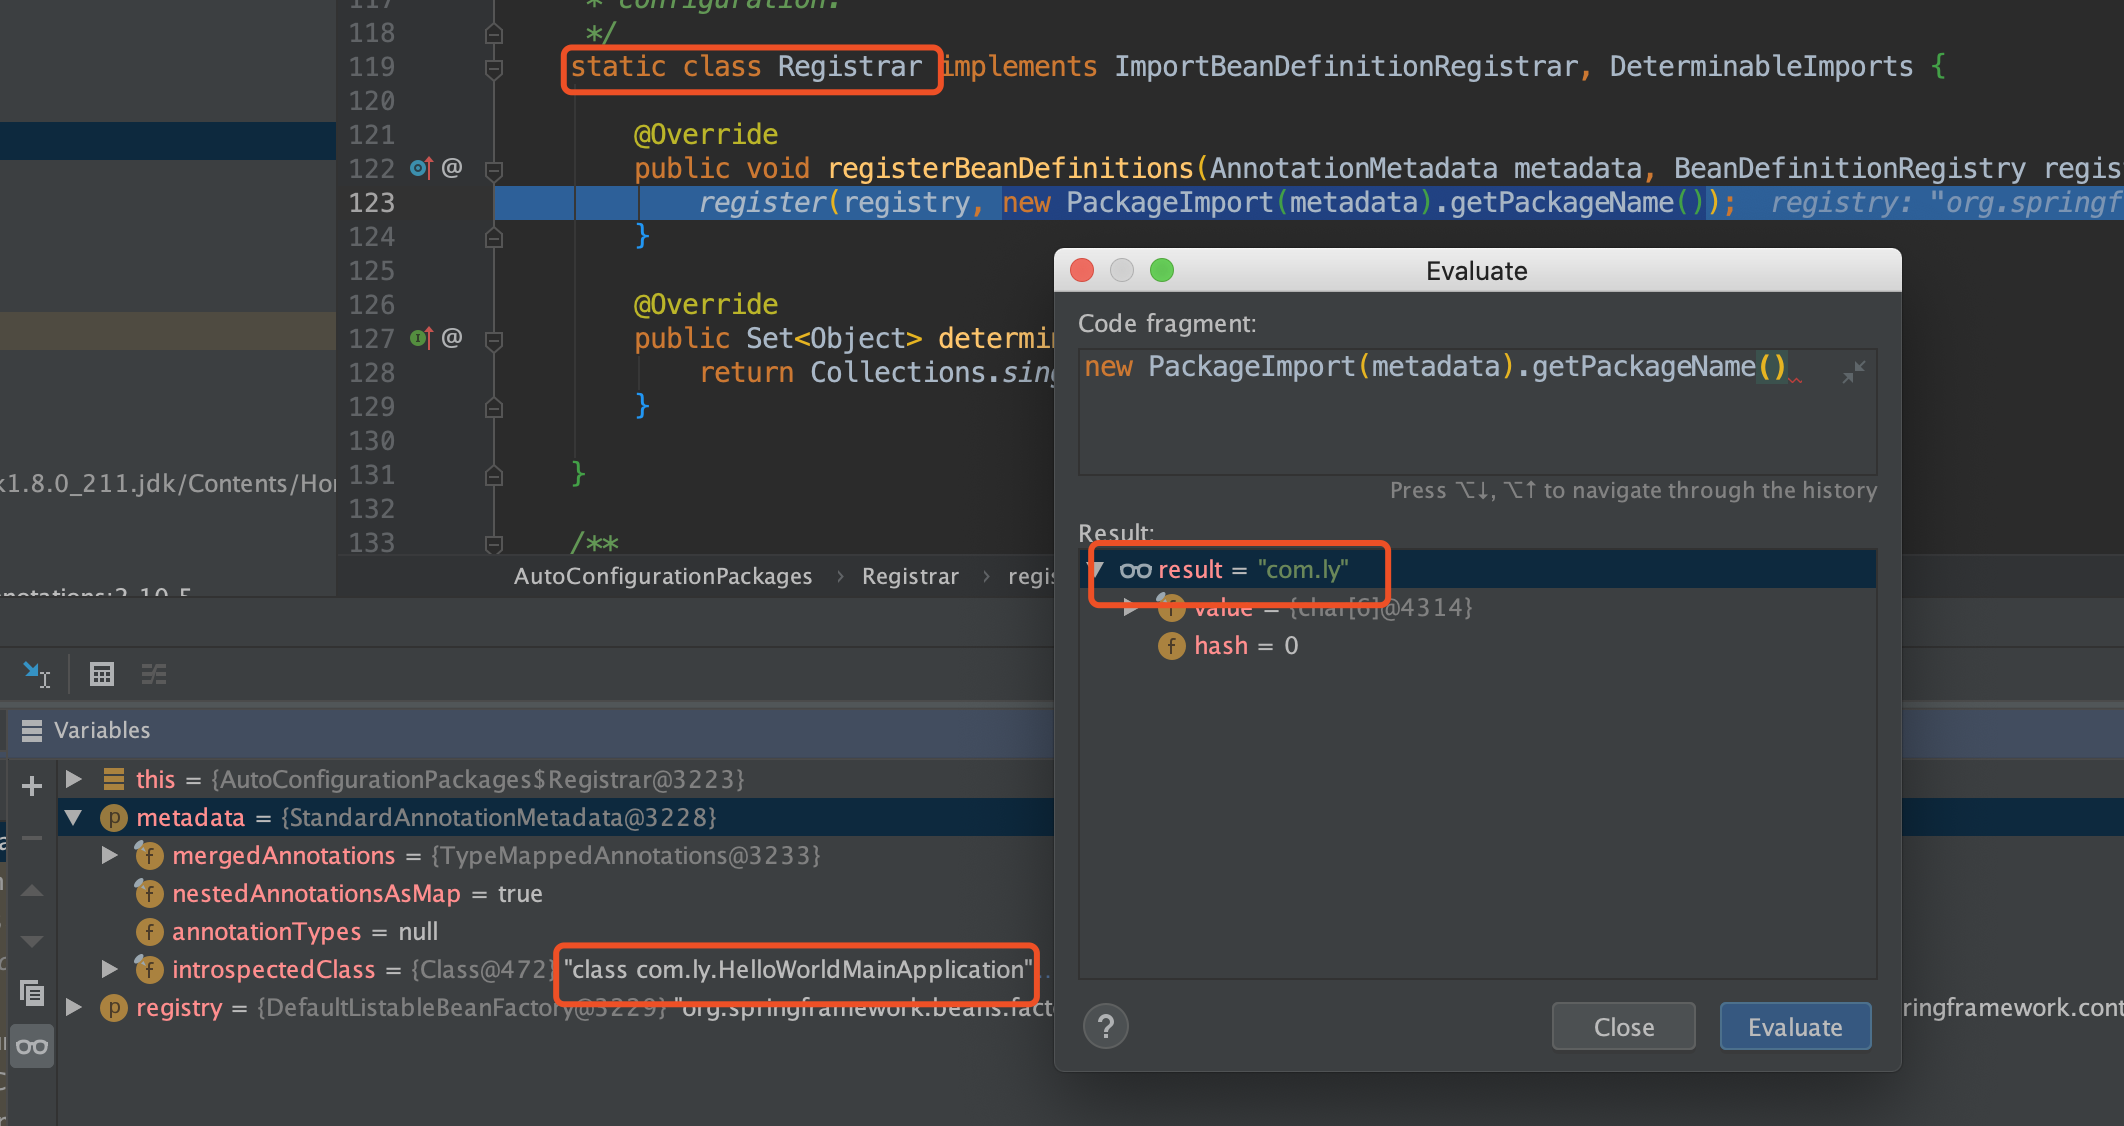 117 * configuration.
118 */
119 static class Registrar implements ImportBeanDefinitionRegistrar, DeterminableImports {
120
121 @Override
122 @ public void registerBeanDefinitions(AnnotationMetadata metadata, BeanDefinitionRegistry regis
123 register(registry, new PackageImport(metadata).getPackageName()); registry: "org.springf
124 }
125
126 @Override
127 @ public Set<Object> determin
128 return Collections.sing
129 }
130
131 }
132
133 /**
k1.8.0_211.jdk/Contents/Hor
notations:2.10.5
AutoConfigurationPackages › Registrar › regis
Evaluate
Code fragment:
new PackageImport(metadata).getPackageName()
Press ⌥↓, ⌥↑ to navigate through the history
Result:
result = "com.ly"
value = {char[6]@4314}
hash = 0
? Close Evaluate
Variables
this = {AutoConfigurationPackages$Registrar@3223}
metadata = {StandardAnnotationMetadata@3228}
mergedAnnotations = {TypeMappedAnnotations@3233}
nestedAnnotationsAsMap = true
annotationTypes = null
introspectedClass = {Class@472} "class com.ly.HelloWorldMainApplication"...
registry = {DefaultListableBeanFactory@3229} "org.springframework.beans.facto ringframework.cont